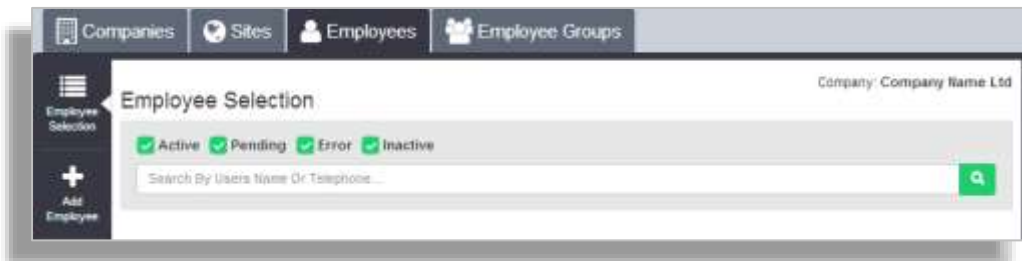 Companies Sites Employees Employee Groups
Company: Company Name Ltd
Employee Selection
Employee
Selection
Active Pending Error Inactive
Search By Users Name Or Telephone...
Add
Employee